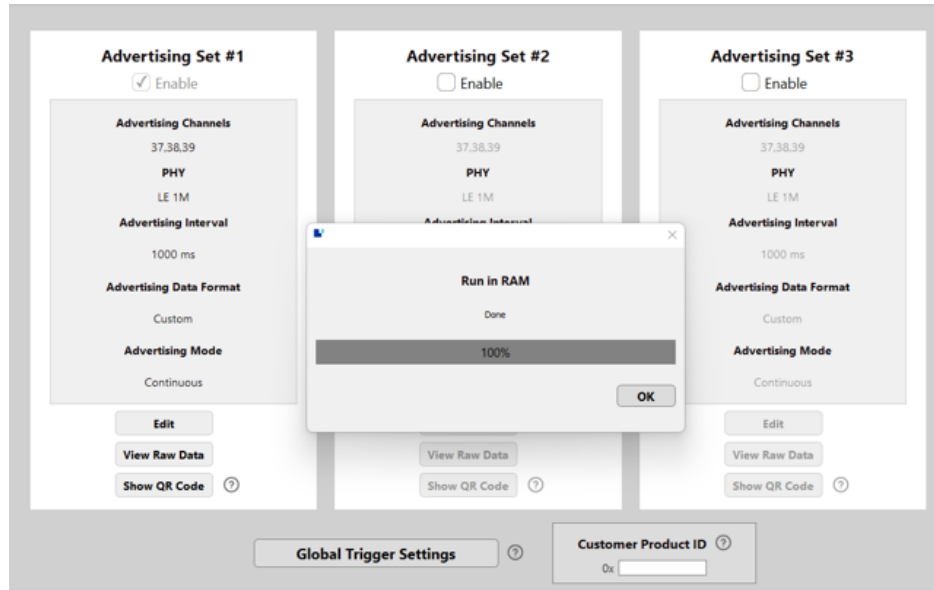 Advertising Set #1
Enable
Advertising Channels
37,38,39
PHY
LE 1M
Advertising Interval
1000 ms
Advertising Data Format
Custom
Advertising Mode
Continuous
Edit
View Raw Data
Show QR Code ?
Advertising Set #2
Enable
Advertising Channels
37,38,39
PHY
LE 1M
Advertising Interval
View Raw Data
Show QR Code ?
Advertising Set #3
Enable
Advertising Channels
37,38,39
PHY
LE 1M
Advertising Interval
1000 ms
Advertising Data Format
Custom
Advertising Mode
Continuous
Edit
View Raw Data
Show QR Code ?
Run in RAM
Done
100%
OK
Global Trigger Settings ?
Customer Product ID ?
0x